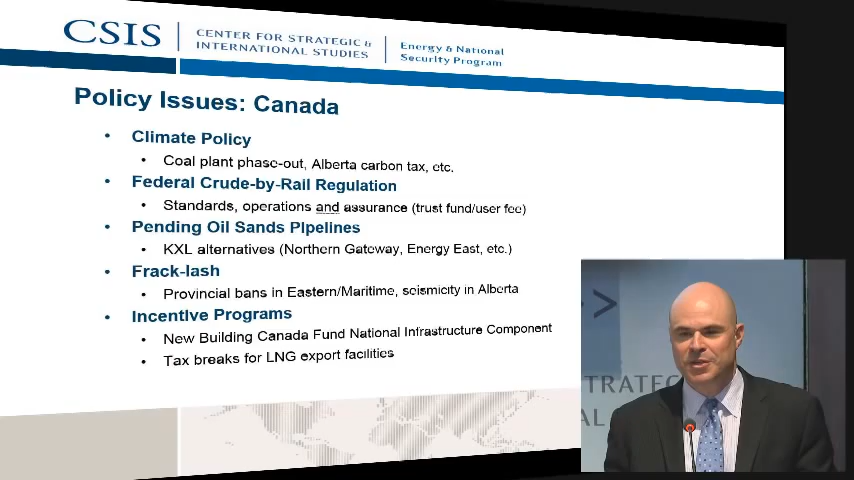 CSIS
CENTER FOR STRATEGIC &
INTERNATIONAL STUDIES
Energy & National
Security Program
Policy Issues: Canada
• Climate Policy
• Coal plant phase-out, Alberta carbon tax, etc.
• Federal Crude-by-Rail Regulation
• Standards, operations and assurance (trust fund/user fee)
• Pending Oil Sands Pipelines
• KXL alternatives (Northern Gateway, Energy East, etc.)
• Frack-lash
• Provincial bans in Eastern/Maritime, seismicity in Alberta
• Incentive Programs
• New Building Canada Fund National Infrastructure Component
• Tax breaks for LNG export facilities
TRATEG
AL